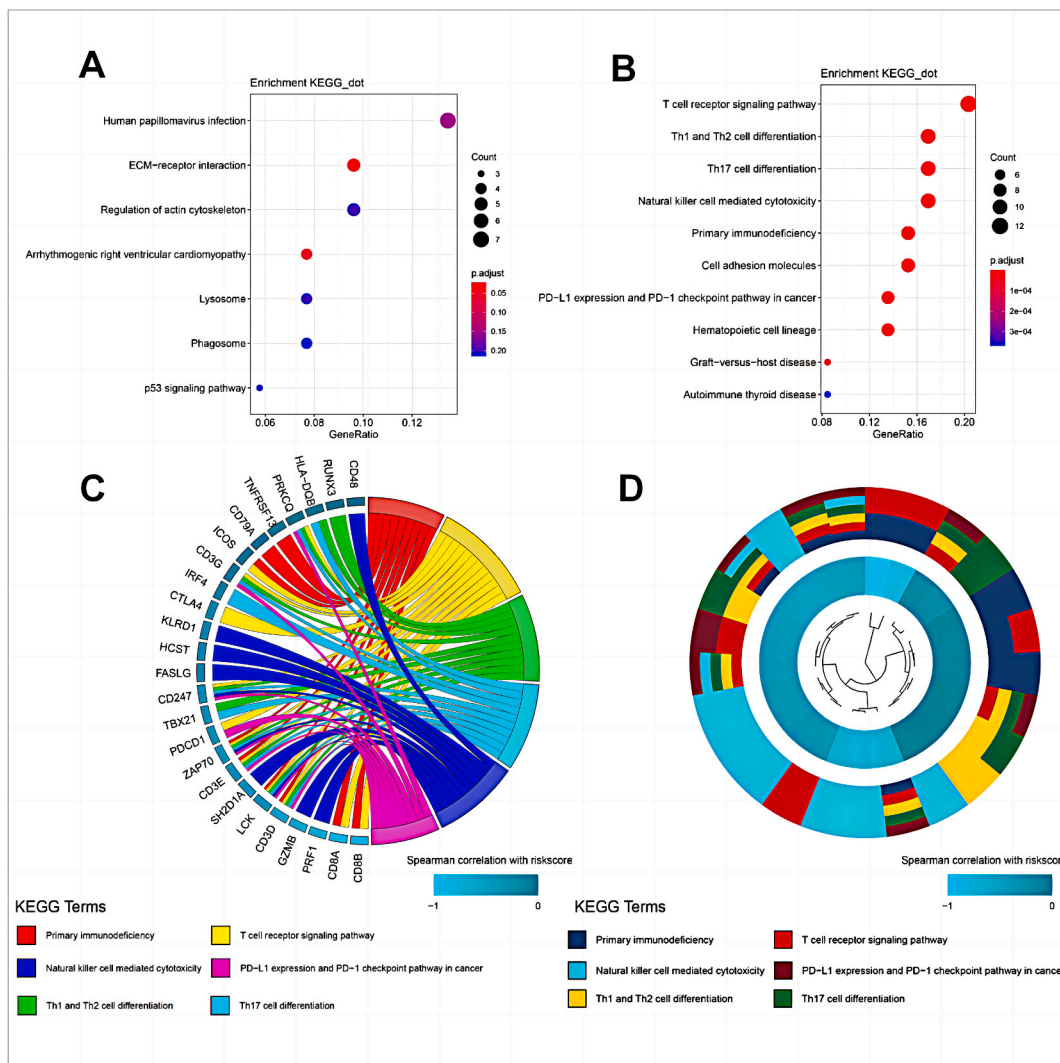 A
Enrichment KEGG_dot
Human papillomavirus infection
ECM-receptor interaction
Regulation of actin cytoskeleton
Arrhythmogenic right ventricular cardiomyopathy
Lysosome
Phagosome
p53 signaling pathway
0.06 0.08 0.10 0.12
GeneRatio
Count
3
4
5
6
7
p.adjust
0.05
0.10
0.15
0.20
B
Enrichment KEGG_dot
T cell receptor signaling pathway
Th1 and Th2 cell differentiation
Th17 cell differentiation
Natural killer cell mediated cytotoxicity
Primary immunodeficiency
Cell adhesion molecules
PD-L1 expression and PD-1 checkpoint pathway in cancer
Hematopoietic cell lineage
Graft-versus-host disease
Autoimmune thyroid disease
0.08 0.12 0.16 0.20
GeneRatio
Count
6
8
10
12
p.adjust
1e-04
2e-04
3e-04
C
CD48
RUNX3
HLA-DQB
PRKCQ
TNFRSF13
CD79A
ICOS
CD3G
IRF4
CTLA4
KLRD1
HCST
FASLG
CD247
TBX21
PDCD1
ZAP70
CD3E
SH2D1A
LCK
CD3D
GZMB
PRF1
CD8A
CD8B
Spearman correlation with riskscore
-1 0
KEGG Terms
Primary immunodeficiency
T cell receptor signaling pathway
Natural killer cell mediated cytotoxicity
PD-L1 expression and PD-1 checkpoint pathway in cancer
Th1 and Th2 cell differentiation
Th17 cell differentiation
D
Spearman correlation with riskscore
-1 0
KEGG Terms
Primary immunodeficiency
T cell receptor signaling pathway
Natural killer cell mediated cytotoxicity
PD-L1 expression and PD-1 checkpoint pathway in cancer
Th1 and Th2 cell differentiation
Th17 cell differentiation